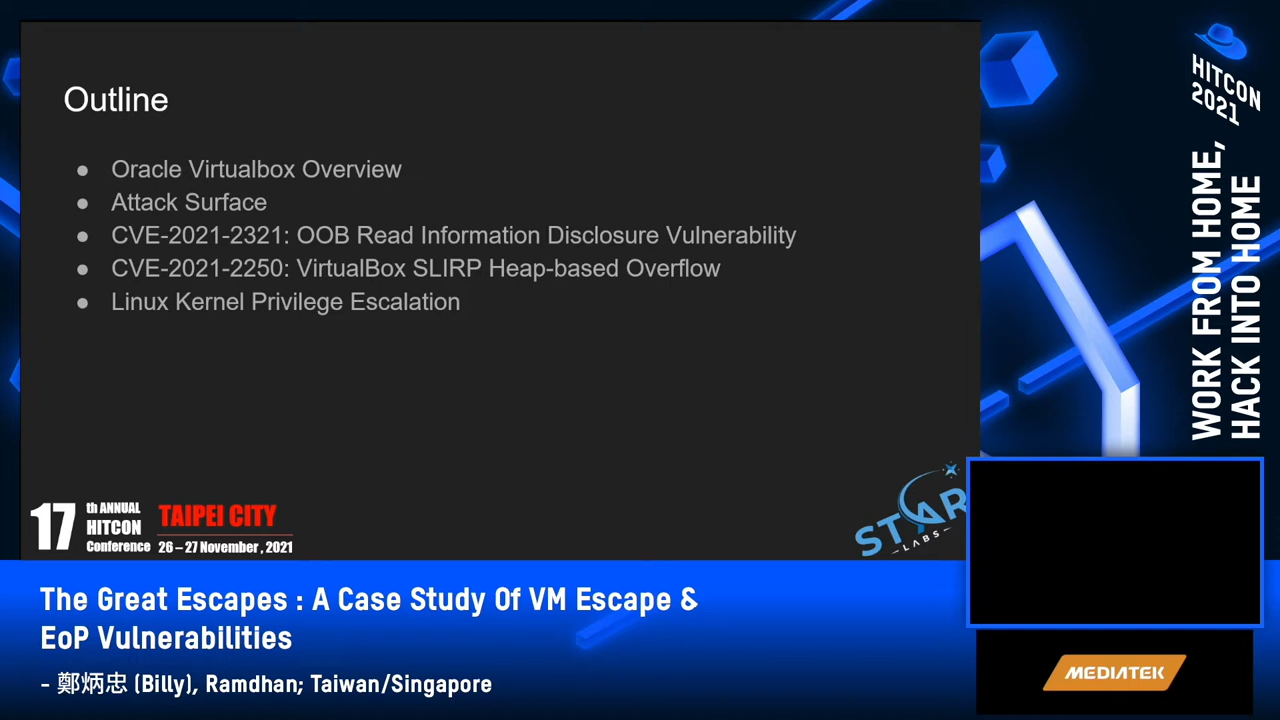 Outline
● Oracle Virtualbox Overview
● Attack Surface
● CVE-2021-2321: OOB Read Information Disclosure Vulnerability
● CVE-2021-2250: VirtualBox SLIRP Heap-based Overflow
● Linux Kernel Privilege Escalation
17
th ANNUAL
HITCON
Conference
TAIPEI CITY
26 – 27 November , 2021
STAR
LABS
HITCON
2021
WORK FROM HOME,
HACK INTO HOME
The Great Escapes : A Case Study Of VM Escape &
EoP Vulnerabilities
- 鄭炳忠 (Billy), Ramdhan; Taiwan/Singapore
MEDIATEK